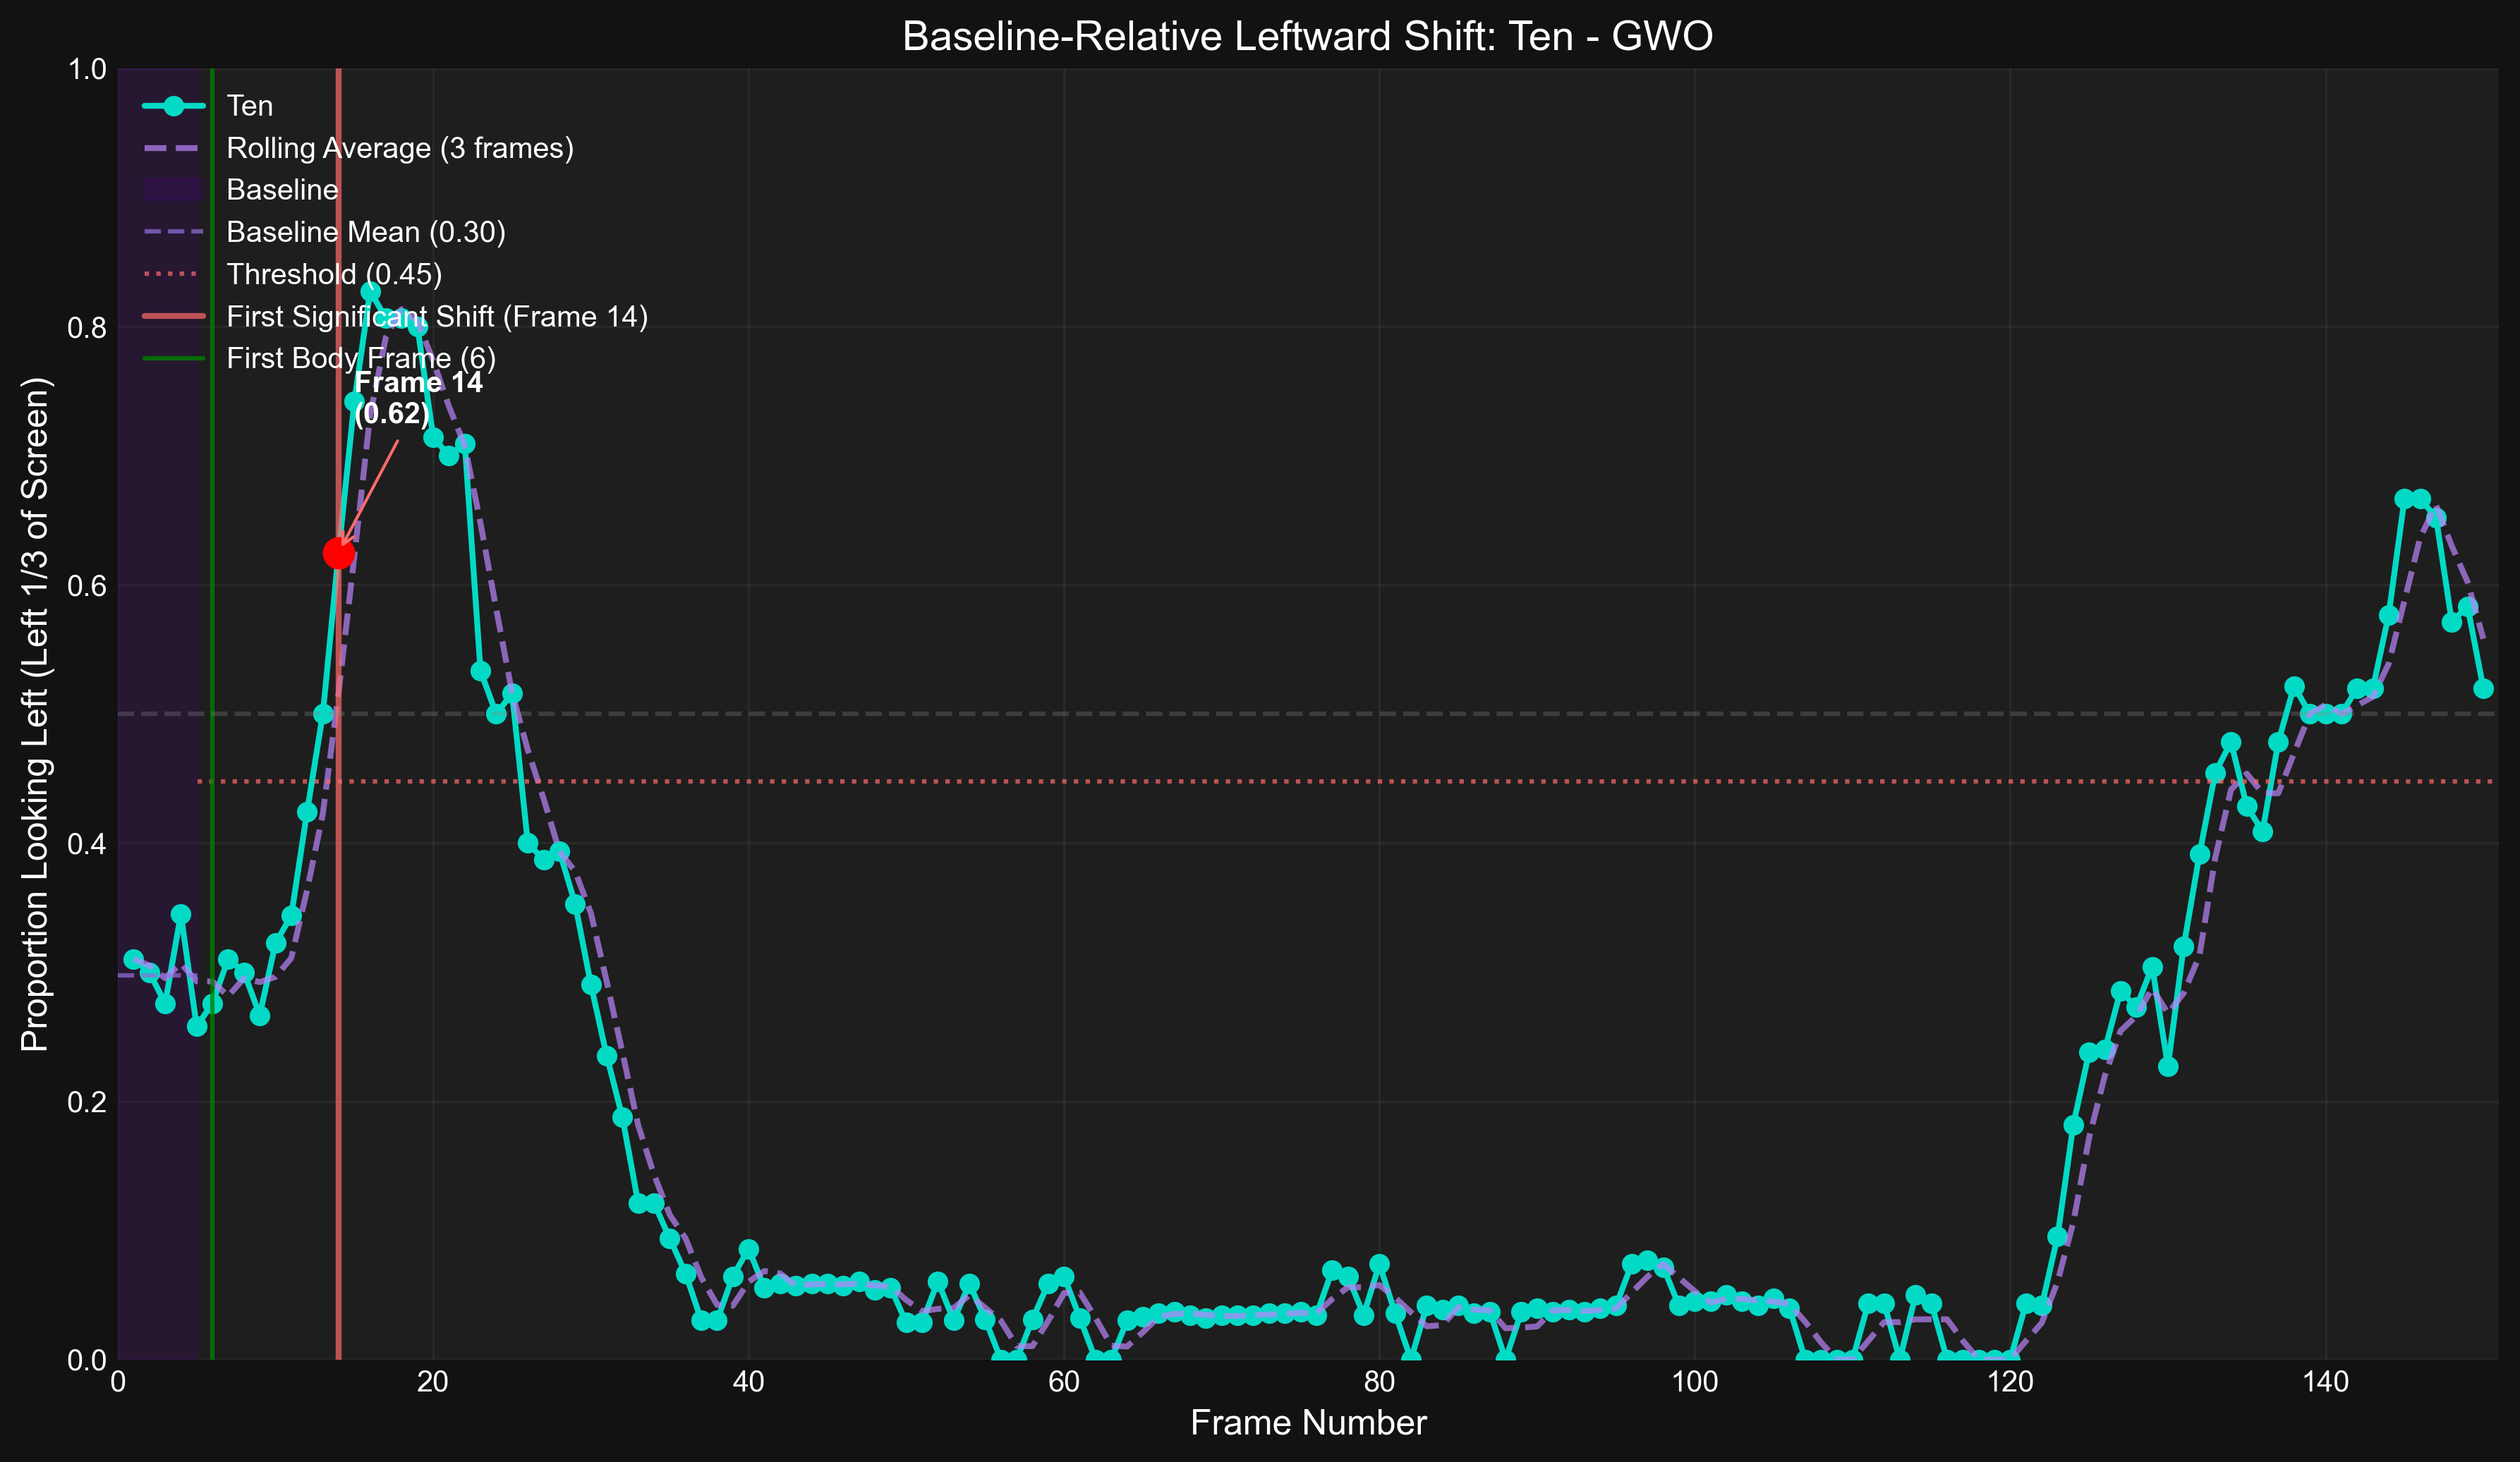 Baseline-Relative Leftward Shift: Ten - GWO
Proportion Looking Left (Left 1/3 of Screen)
1.0
0.8
0.6
0.4
0.2
0.0
Ten
Rolling Average (3 frames)
Baseline
Baseline Mean (0.30)
Threshold (0.45)
First Significant Shift (Frame 14)
First Body Frame (6)
Frame 14
(0.62)
0 20 40 60 80 100 120 140
Frame Number